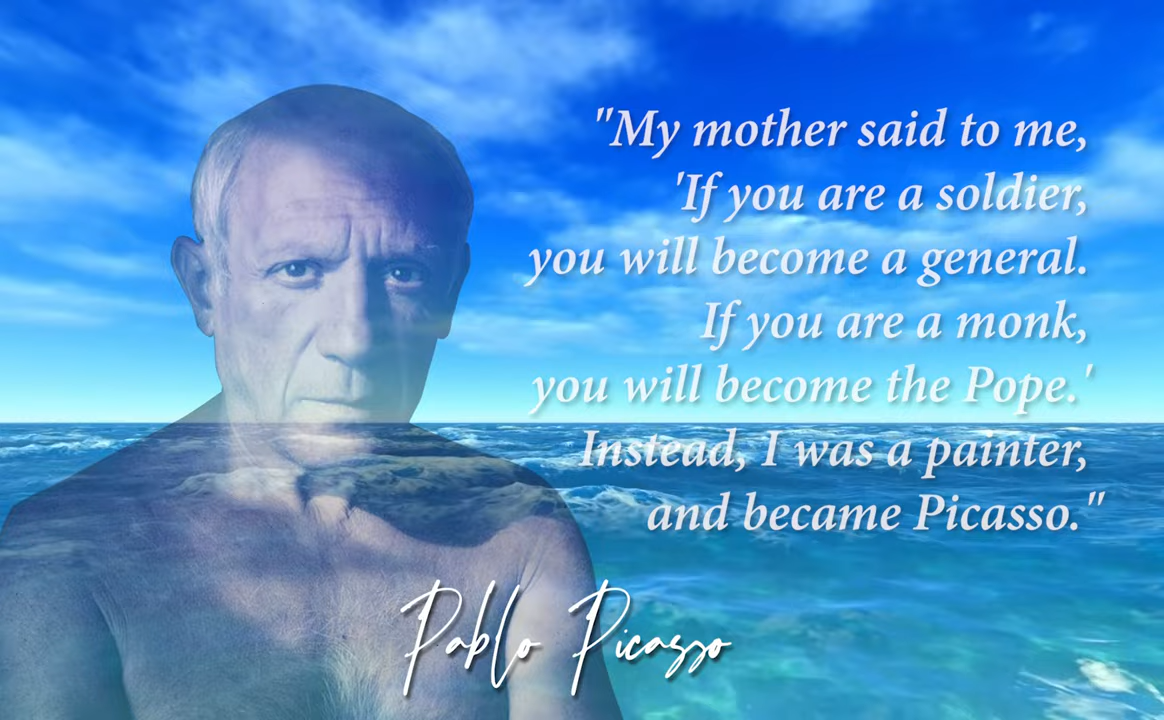 "My mother said to me,
'If you are a soldier,
you will become a general.
If you are a monk,
you will become the Pope.'
Instead, I was a painter,
and became Picasso."
Pablo Picasso